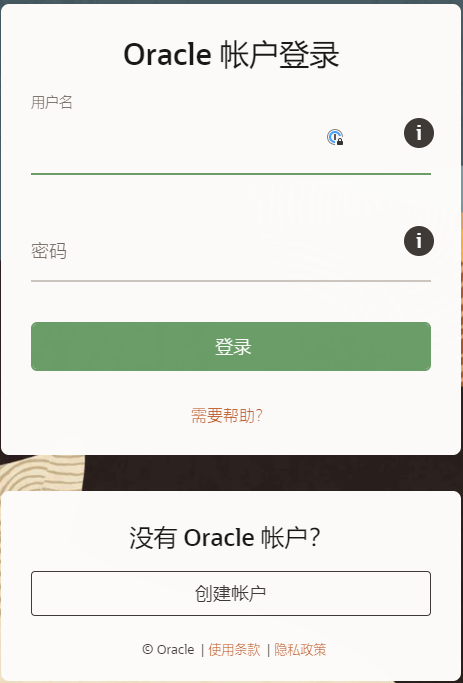 Oracle 帐户登录
用户名
i
密码
i
登录
需要帮助?
没有 Oracle 帐户?
创建帐户
© Oracle | 使用条款 | 隐私政策